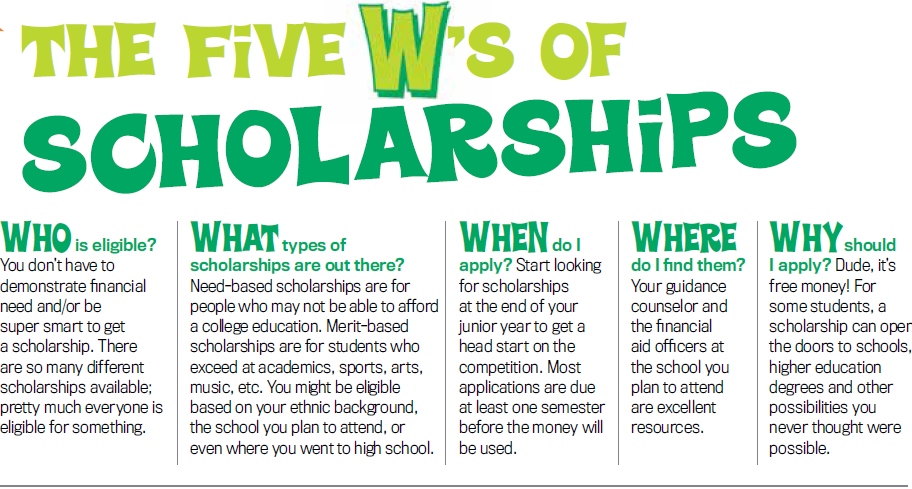 THE FiVE W'S OF
SCHOLARSHiPS
WHO is eligible?
You don't have to
demonstrate financial
need and/or be
super smart to get
a scholarship. There
are so many different
scholarships available;
pretty much everyone is
eligible for something.
WHAT types of
scholarships are out there?
Need-based scholarships are for
people who may not be able to afford
a college education. Merit-based
scholarships are for students who
exceed at academics, sports, arts,
music, etc. You might be eligible
based on your ethnic background,
the school you plan to attend, or
even where you went to high school.
WHEN do I
apply? Start looking
for scholarships
at the end of your
junior year to get a
head start on the
competition. Most
applications are due
at least one semester
before the money will
be used.
WHERE
do I find them?
Your guidance
counselor and
the financial
aid officers at
the school you
plan to attend
are excellent
resources.
WHY should
I apply? Dude, it's
free money! For
some students, a
scholarship can open
the doors to schools,
higher education
degrees and other
possibilities you
never thought were
possible.